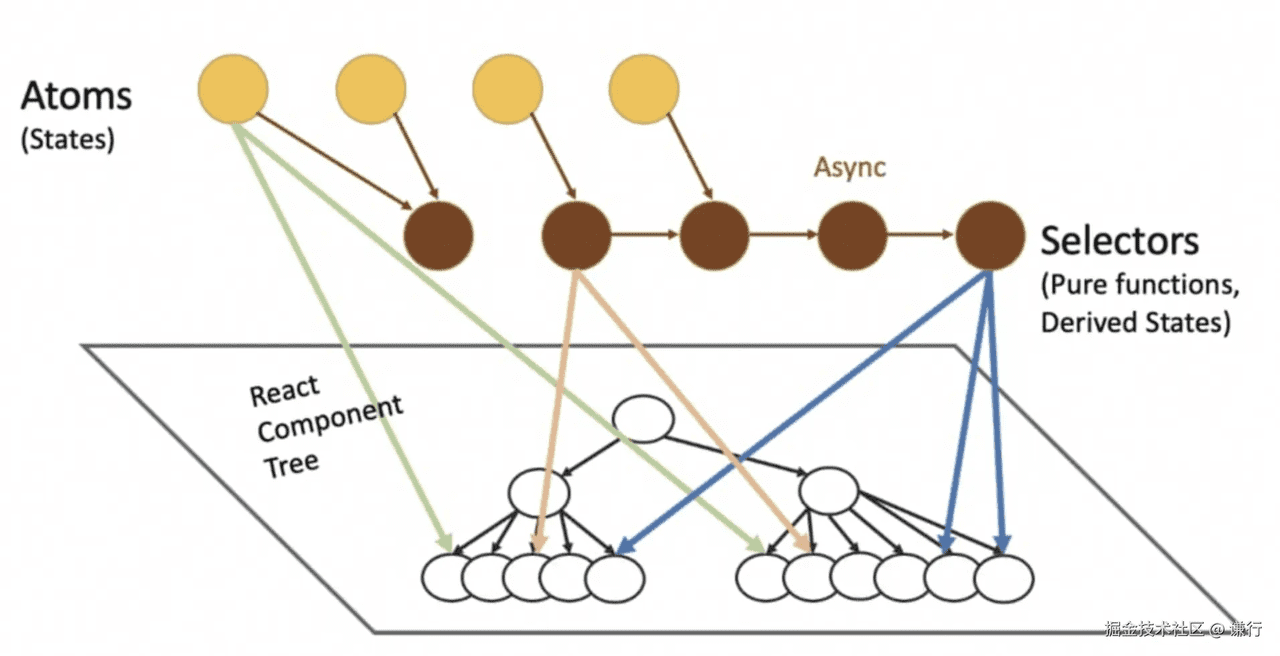 Atoms
(States)
Async
Selectors
(Pure functions,
Derived States)
React
Component
Tree
掘金技术社区 @ 谦行